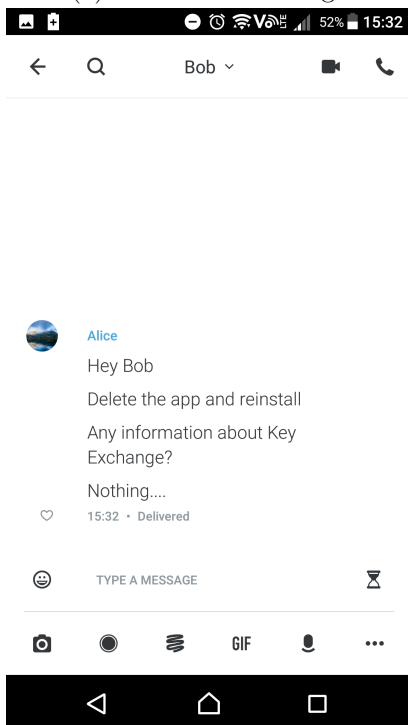 52% 15:32
Bob
Alice
Hey Bob
Delete the app and reinstall
Any information about Key
Exchange?
Nothing....
15:32 • Delivered
TYPE A MESSAGE
GIF